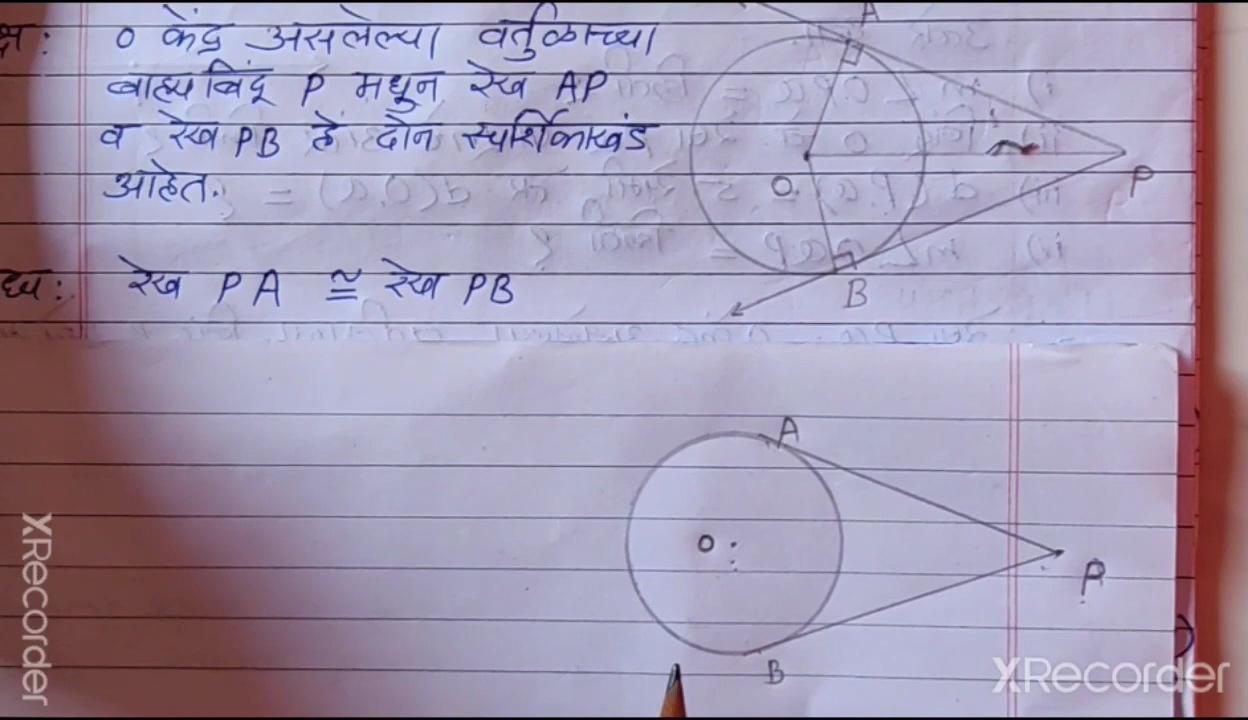 क्ष: O केंद्र असलेल्या वर्तुळाच्या
बाह्यबिंदू P मधून रेख AP
व रेख PB हे दोन स्पर्शिकाखंड
आहेत.
ध्य: रेख PA ≅ रेख PB
A
O
P
B
A
O
P
B
XRecorder
XRecorder